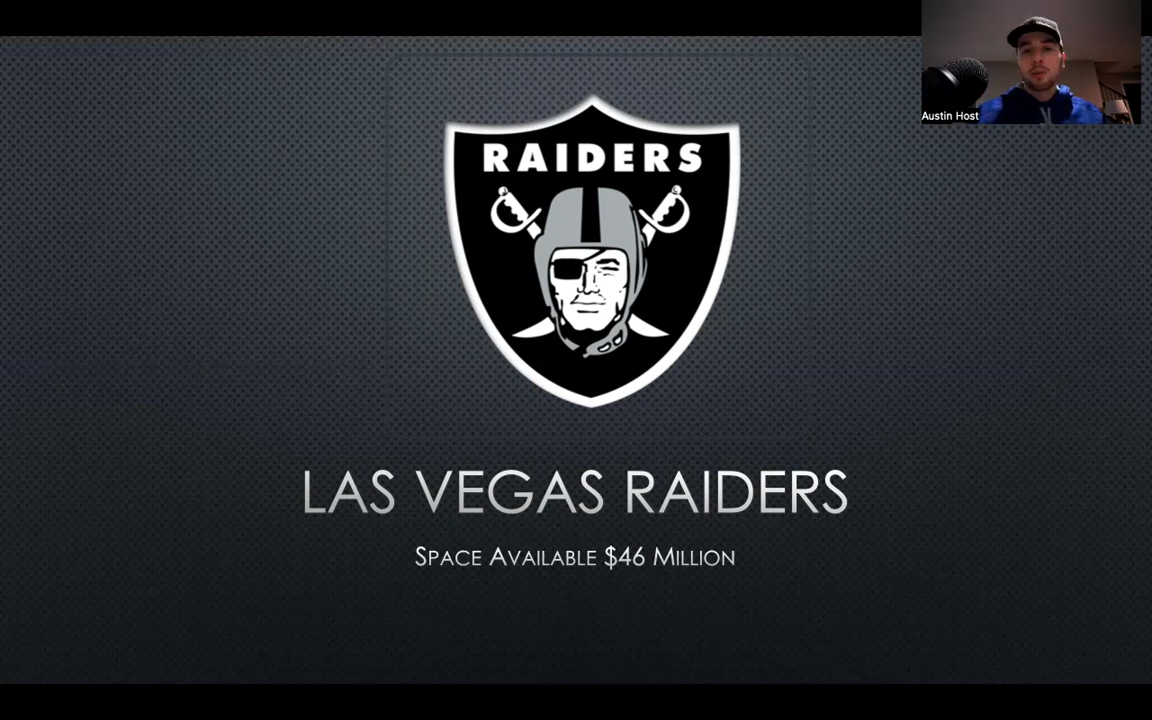 Austin Host
RAIDERS
LAS VEGAS RAIDERS
SPACE AVAILABLE $46 MILLION